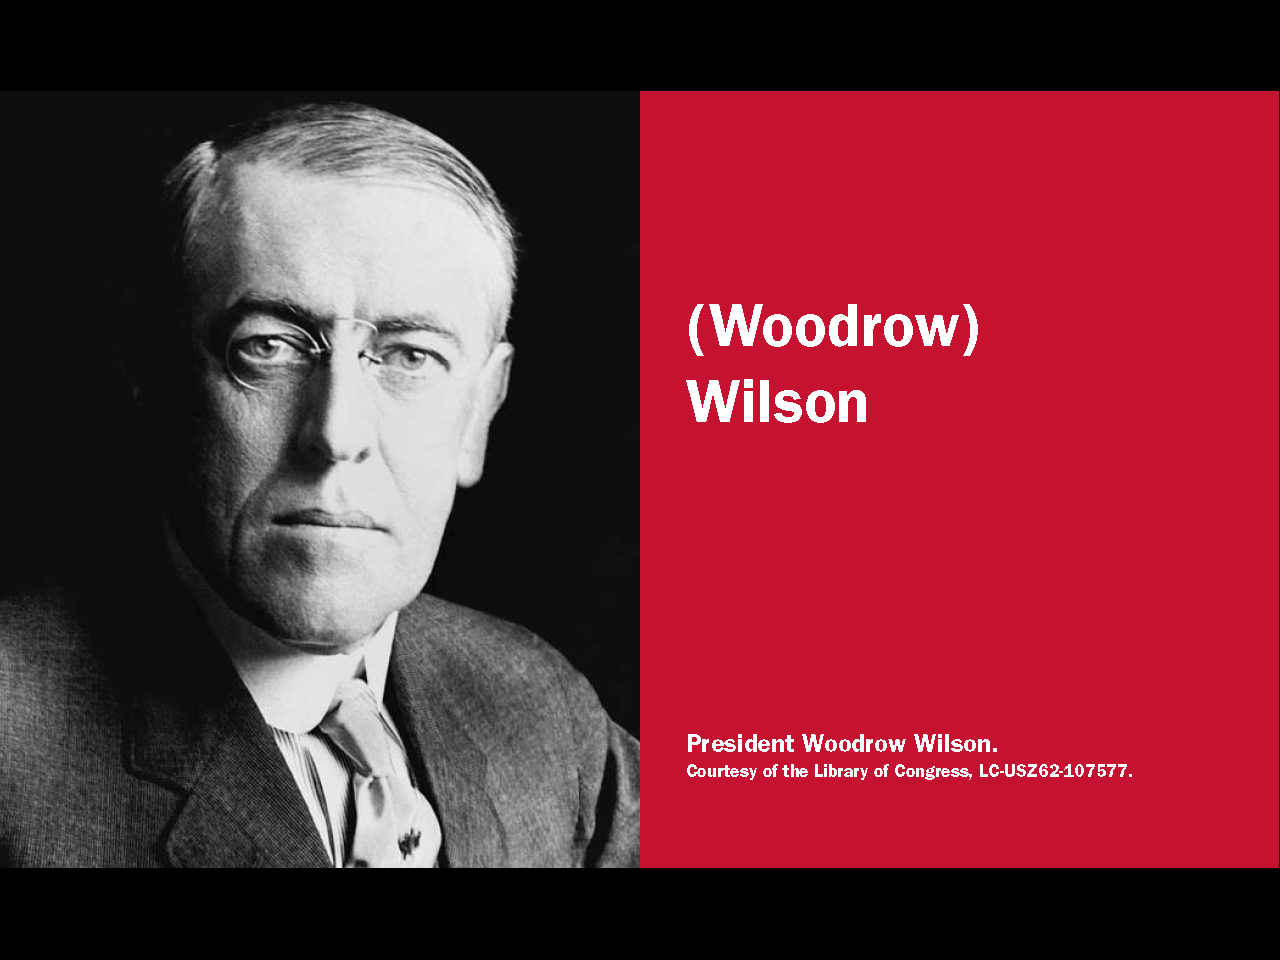 (Woodrow)
Wilson
President Woodrow Wilson.
Courtesy of the Library of Congress, LC-USZ62-107577.